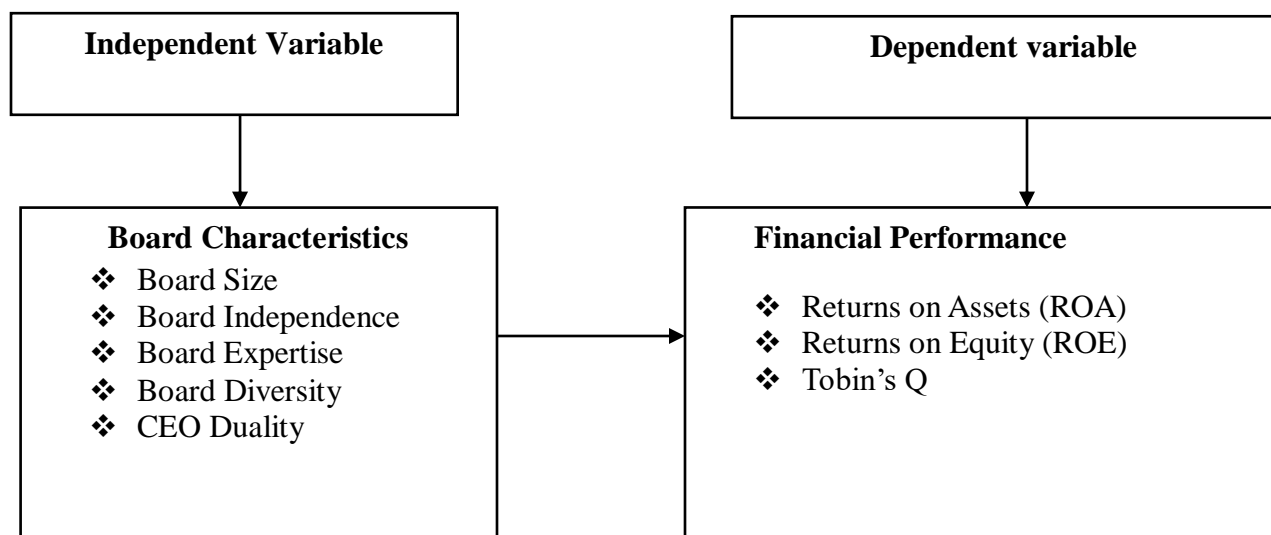 Independent Variable
Dependent variable
Board Characteristics
❖ Board Size
❖ Board Independence
❖ Board Expertise
❖ Board Diversity
❖ CEO Duality
Financial Performance
❖ Returns on Assets (ROA)
❖ Returns on Equity (ROE)
❖ Tobin’s Q